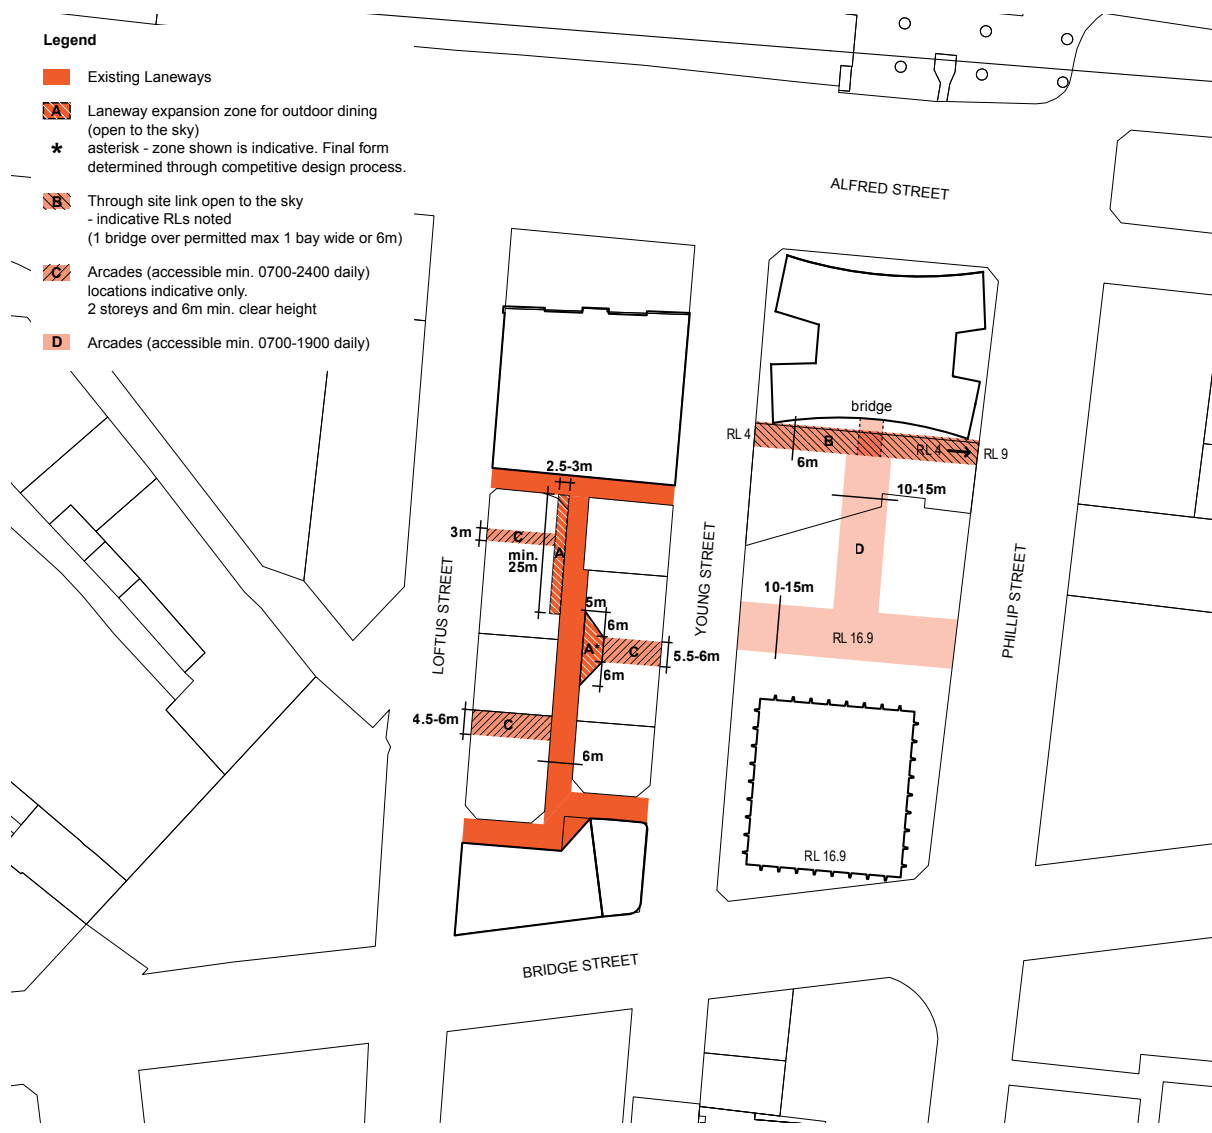 Legend
Existing Laneways
A
Laneway expansion zone for outdoor dining
(open to the sky)
*
asterisk - zone shown is indicative. Final form
determined through competitive design process.
B
Through site link open to the sky
- indicative RLs noted
(1 bridge over permitted max 1 bay wide or 6m)
C
Arcades (accessible min. 0700-2400 daily)
locations indicative only.
2 storeys and 6m min. clear height
D
Arcades (accessible min. 0700-1900 daily)
ALFRED STREET
bridge
RL 4
B
RL 4
RL 9
6m
2.5-3m
10-15m
3m
C
A
min.
25m
D
LOFTUS STREET
YOUNG STREET
PHILLIP STREET
10-15m
5m
6m
RL 16.9
A*
C
5.5-6m
6m
4.5-6m
C
6m
RL 16.9
BRIDGE STREET